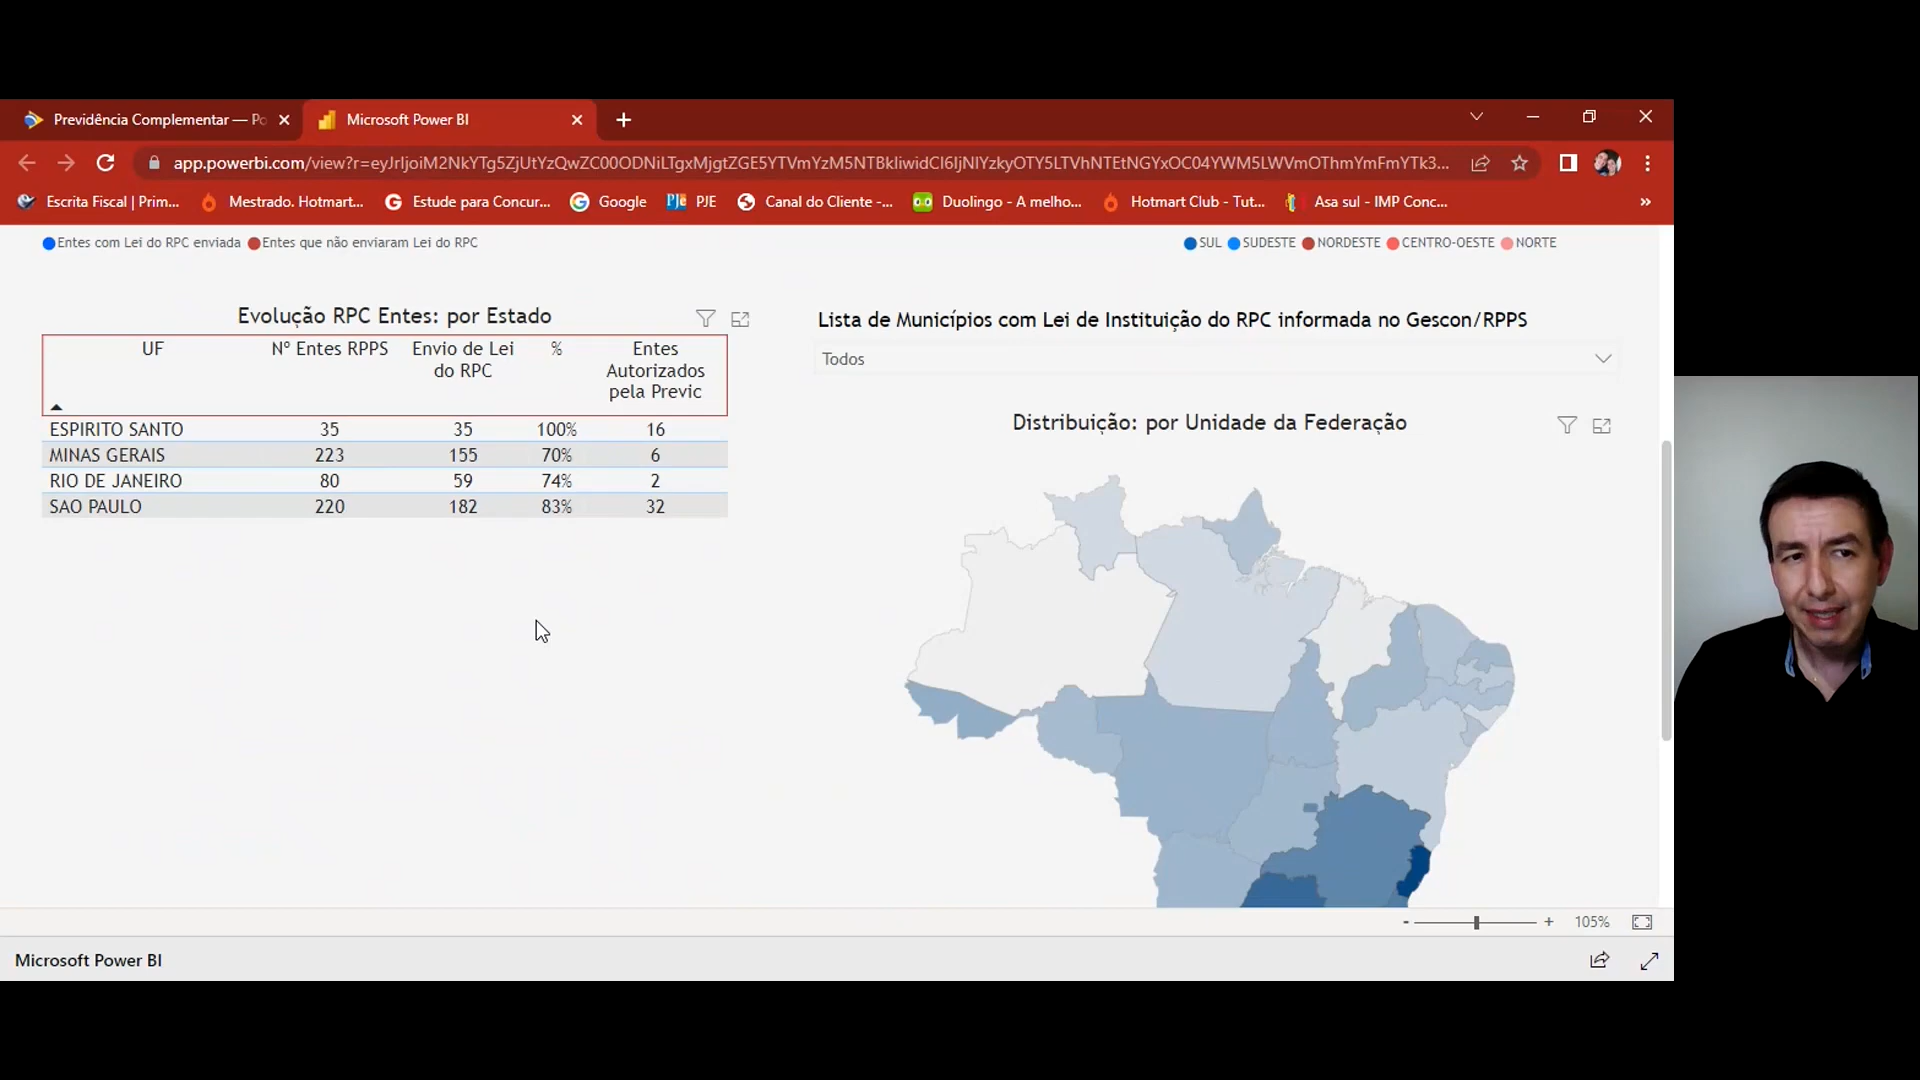 Previdência Complementar — Po
Microsoft Power BI
app.powerbi.com/view?r=eyJrIjoiM2NkYTg5ZjUtYzQwZC00ODNiLTgxMjgtZGE5YTVmYzM5NTBkIiwidCI6IjNlYzkyOTY5LTVhNTEtNGYxOC04YWM5LWVmOThmYmFmYTk3...
Escrita Fiscal | Prim...
Mestrado. Hotmart...
Estude para Concur...
Google
PJe PJE
Canal do Cliente -...
Duolingo - A melho...
Hotmart Club - Tut...
Asa sul - IMP Conc...
»
Entes com Lei do RPC enviada Entes que não enviaram Lei do RPC
SUL SUDESTE NORDESTE CENTRO-OESTE NORTE
Evolução RPC Entes: por Estado
UF Nº Entes RPPS Envio de Lei do RPC % Entes Autorizados pela Previc
ESPIRITO SANTO 35 35 100% 16
MINAS GERAIS 223 155 70% 6
RIO DE JANEIRO 80 59 74% 2
SAO PAULO 220 182 83% 32
Lista de Municípios com Lei de Instituição do RPC informada no Gescon/RPPS
Todos
Distribuição: por Unidade da Federação
- + 105%
Microsoft Power BI